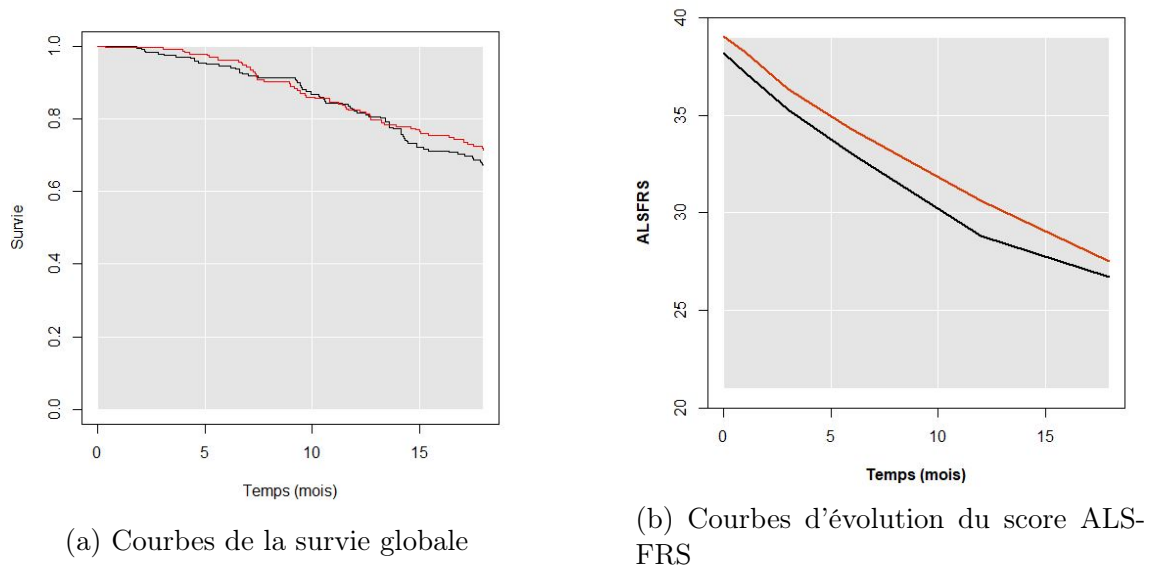 1.0
0.8
0.6
0.4
0.2
0.0
Survie
0 5 10 15
Temps (mois)
(a) Courbes de la survie globale
40
35
30
25
20
ALSFRS
0 5 10 15
Temps (mois)
(b) Courbes d'évolution du score ALS-
FRS